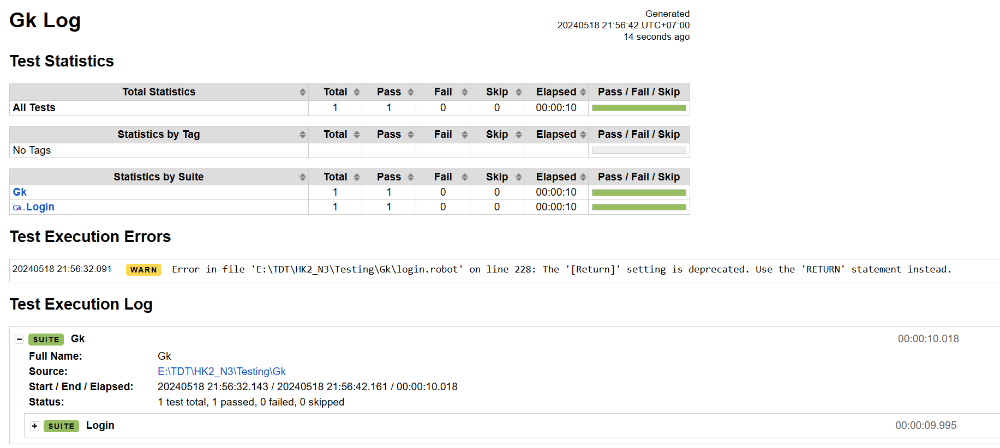 Gk Log
Generated
20240518 21:56:42 UTC+07:00
14 seconds ago
Test Statistics
Total Statistics Total Pass Fail Skip Elapsed Pass / Fail / Skip
All Tests 1 1 0 0 00:00:10
Statistics by Tag Total Pass Fail Skip Elapsed Pass / Fail / Skip
No Tags
Statistics by Suite Total Pass Fail Skip Elapsed Pass / Fail / Skip
Gk 1 1 0 0 00:00:10
Gk.Login 1 1 0 0 00:00:10
Test Execution Errors
20240518 21:56:32.091 WARN Error in file 'E:\TDT\HK2_N3\Testing\Gk\login.robot' on line 228: The '[Return]' setting is deprecated. Use the 'RETURN' statement instead.
Test Execution Log
SUITE Gk 00:00:10.018
Full Name: Gk
Source: E:\TDT\HK2_N3\Testing\Gk
Start / End / Elapsed: 20240518 21:56:32.143 / 20240518 21:56:42.161 / 00:00:10.018
Status: 1 test total, 1 passed, 0 failed, 0 skipped
SUITE Login 00:00:09.995